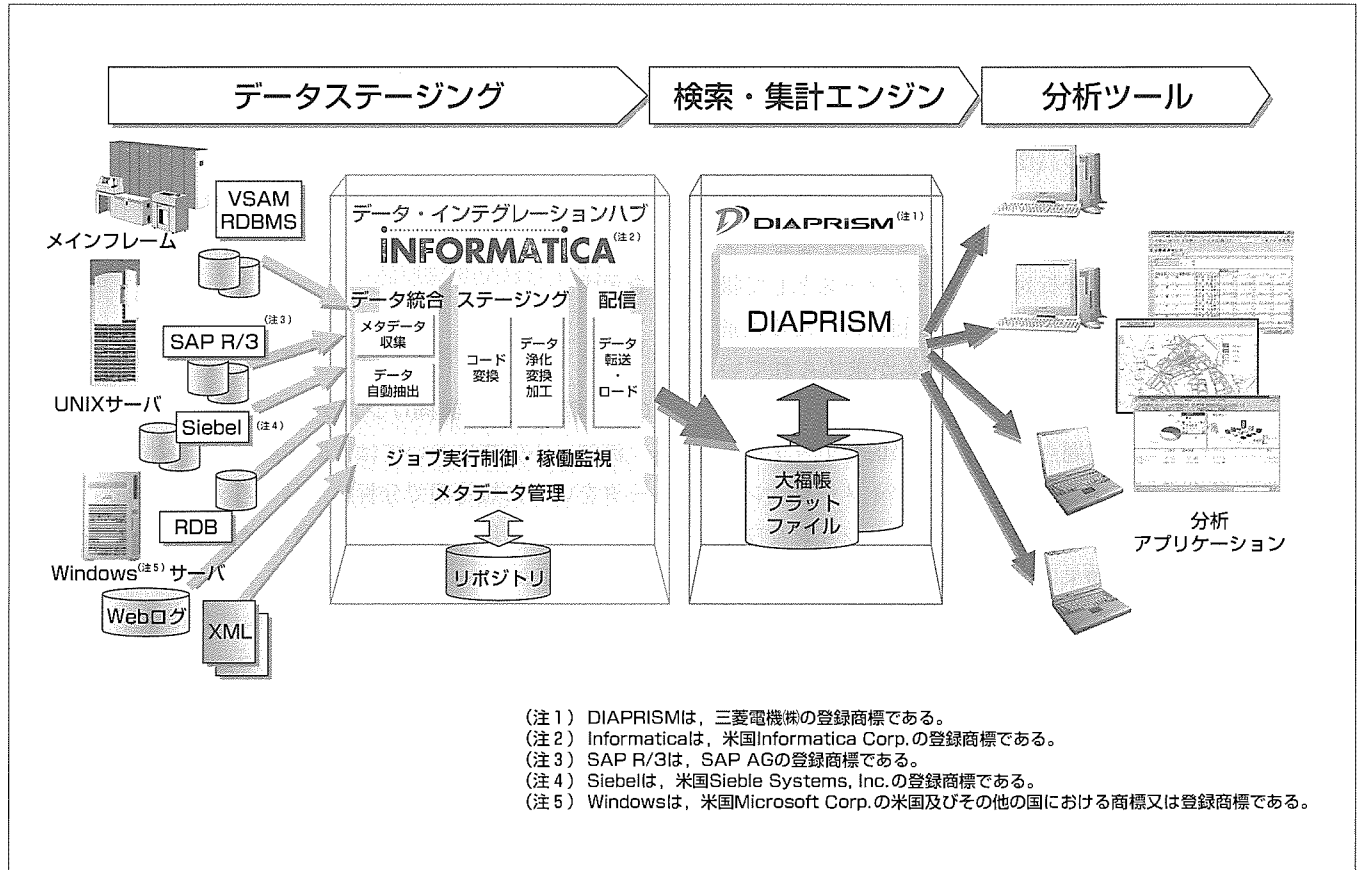 データステージング
検索・集計エンジン
分析ツール
メインフレーム
VSAM
RDBMS
UNIXサーバ
SAP R/3
(注3)
Siebel
(注4)
RDB
Windows(注5) サーバ
Webログ
XML
データ・インテグレーションハブ
INFORMATICA(注2)
データ統合
メタデータ
収集
データ
自動抽出
ステージング
コード
変換
データ
浄化
変換
加工
配信
データ
転送
・
ロード
ジョブ実行制御・稼働監視
メタデータ管理
リポジトリ
DIAPRISM(注1)
DIAPRISM
大福帳
フラット
ファイル
分析
アプリケーション
(注1) DIAPRISMは，三菱電機㈱の登録商標である。
(注2) Informaticaは，米国Informatica Corp.の登録商標である。
(注3) SAP R/3は，SAP AGの登録商標である。
(注4) Siebelは，米国Sieble Systems, Inc.の登録商標である。
(注5) Windowsは，米国Microsoft Corp.の米国及びその他の国における商標又は登録商標である。